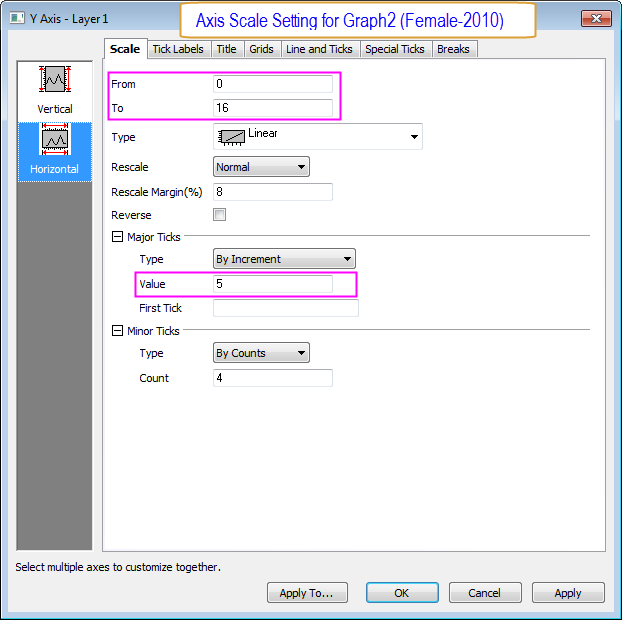 Y Axis - Layer1
Axis Scale Setting for Graph2 (Female-2010)
Scale Tick Labels Title Grids Line and Ticks Special Ticks Breaks
Vertical
Horizontal
From 0
To 16
Type Linear
Rescale Normal
Rescale Margin(%) 8
Reverse
Major Ticks
Type By Increment
Value 5
First Tick
Minor Ticks
Type By Counts
Count 4
Select multiple axes to customize together.
Apply To... OK Cancel Apply